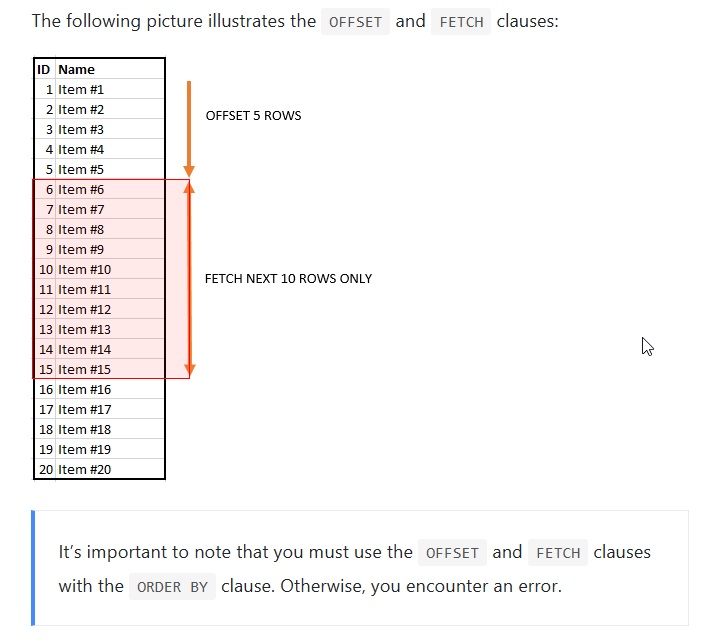 The following picture illustrates the OFFSET and FETCH clauses:
ID Name
1 Item #1
2 Item #2
3 Item #3
4 Item #4
5 Item #5
6 Item #6
7 Item #7
8 Item #8
9 Item #9
10 Item #10
11 Item #11
12 Item #12
13 Item #13
14 Item #14
15 Item #15
16 Item #16
17 Item #17
18 Item #18
19 Item #19
20 Item #20
OFFSET 5 ROWS
FETCH NEXT 10 ROWS ONLY
It’s important to note that you must use the OFFSET and FETCH clauses
with the ORDER BY clause. Otherwise, you encounter an error.